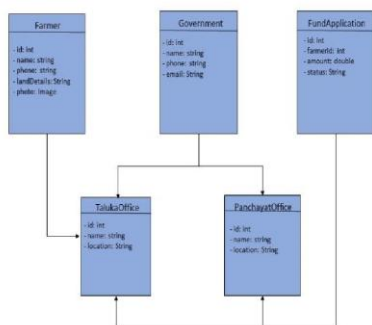 Farmer
- id: int
- name: string
- phone: string
- landDetails: String
- photo: image
Government
- id: int
- name: string
- phone: string
- email: String
FundApplication
- id: int
- farmerId: int
- amount: double
- status: String
TalukaOffice
- id: int
- name: string
- location: String
PanchayatOffice
- id: int
- name: string
- location: String